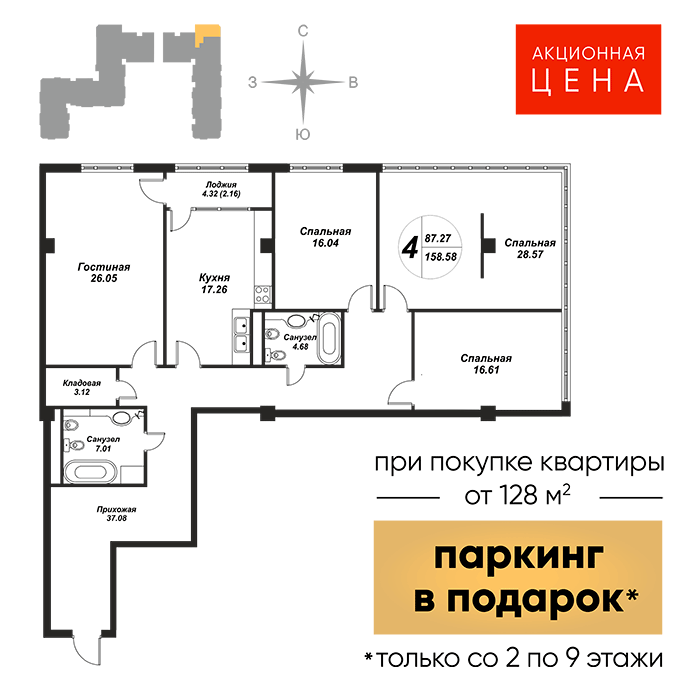 С
З
В
Ю
АКЦИОННАЯ
ЦЕНА
Лоджия
4.32 (2.16)
Гостиная
26.05
Кухня
17.26
Спальная
16.04
4
87.27
158.58
Спальная
28.57
Санузел
4.68
Спальная
16.61
Кладовая
3.12
Санузел
7.01
Прихожая
37.08
при покупке квартиры
от 128 м²
паркинг
в подарок*
*только со 2 по 9 этажи